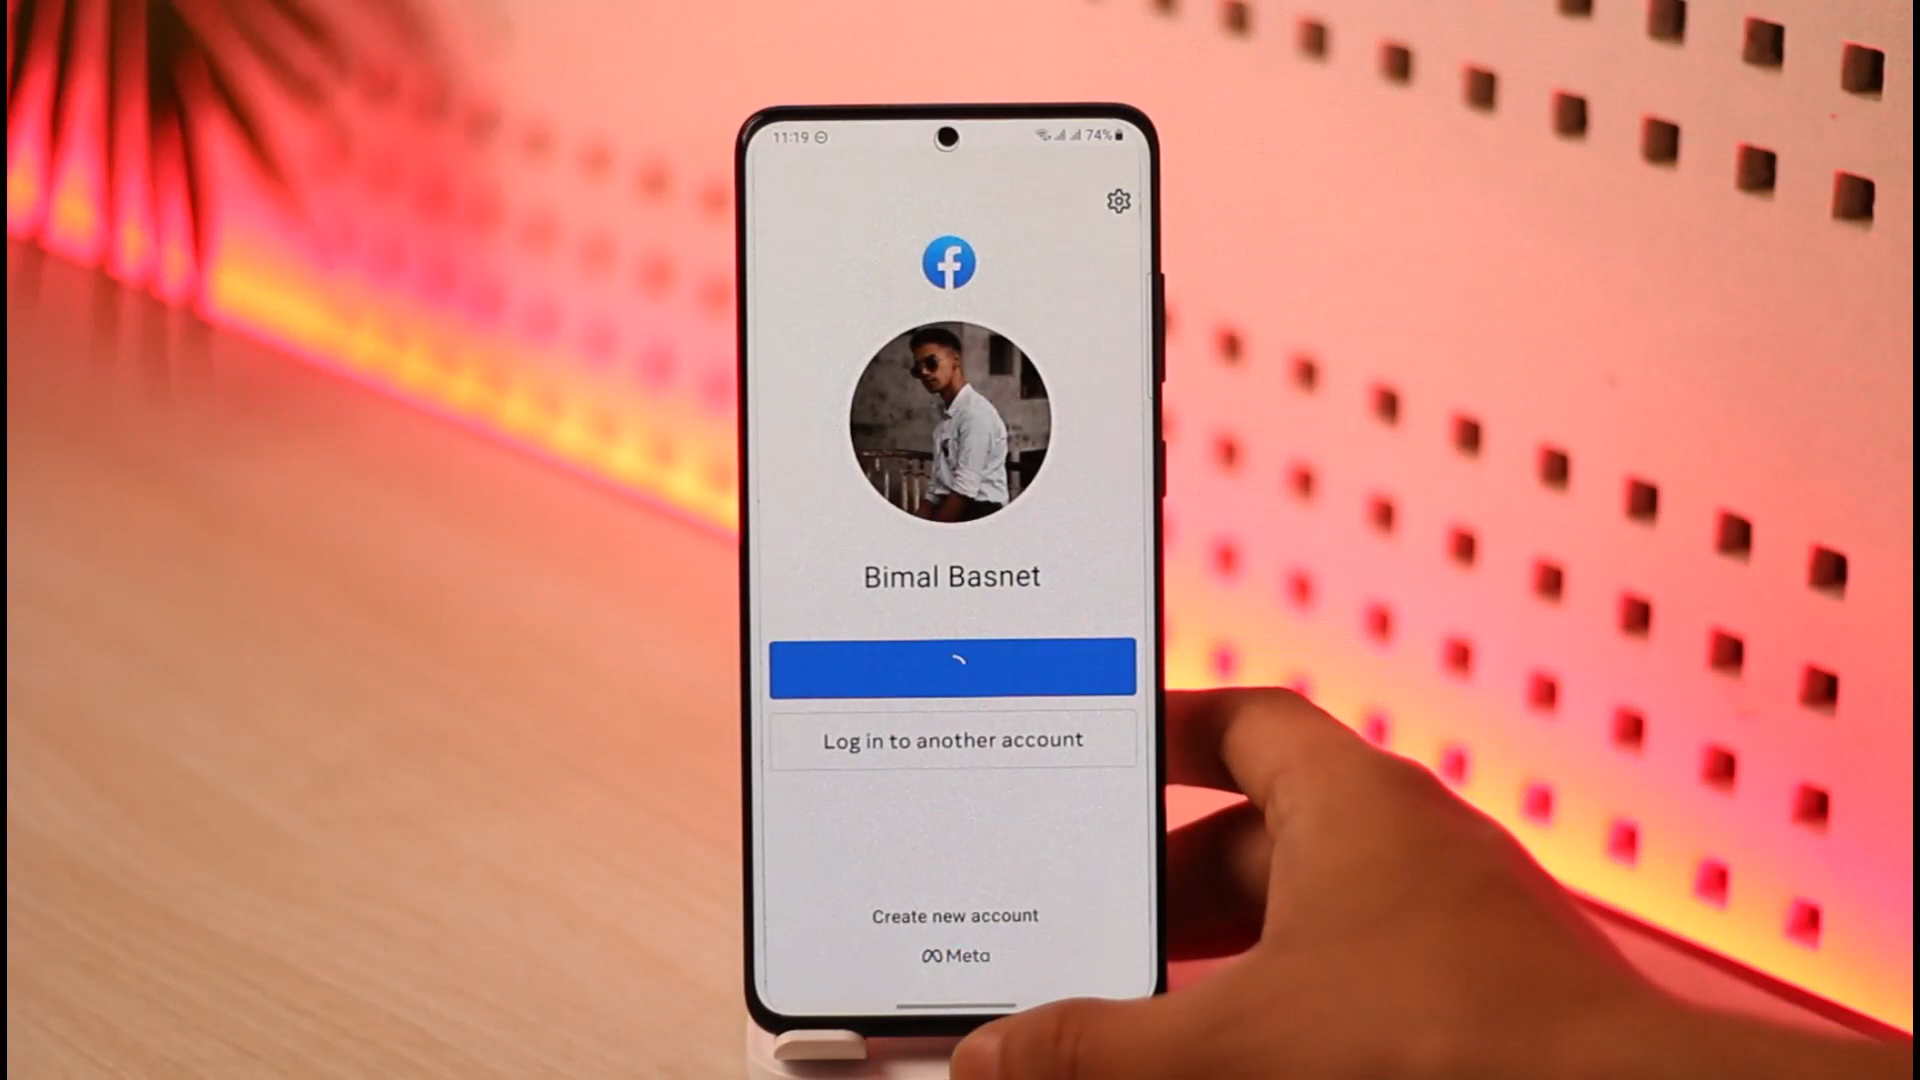 11:19 74%
Bimal Basnet
Log in to another account
Create new account
Meta